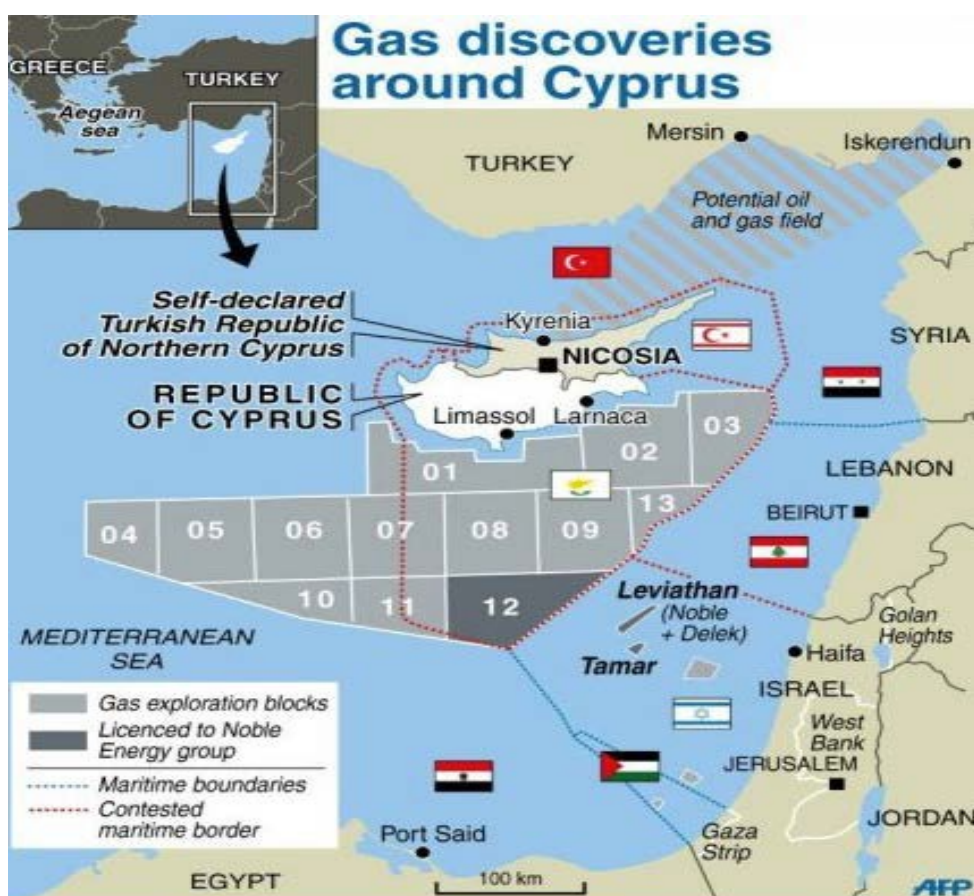 Gas discoveries
around Cyprus
GREECE
TURKEY
Aegean
sea
Mersin
Iskerendun
TURKEY
Potential oil
and gas field
Self-declared
Turkish Republic
of Northern Cyprus
Kyrenia
NICOSIA
SYRIA
REPUBLIC
OF CYPRUS
Limassol
Larnaca
03
02
01
LEBANON
13
BEIRUT
04
05
06
07
08
09
10
11
12
Leviathan
(Noble
+ Delek)
Golan
Heights
MEDITERRANEAN
SEA
Tamar
Haifa
ISRAEL
Gas exploration blocks
Licenced to Noble
Energy group
West
Bank
JERUSALEM
Maritime boundaries
Contested
maritime border
Port Said
Gaza
Strip
JORDAN
EGYPT
100 km
AFP